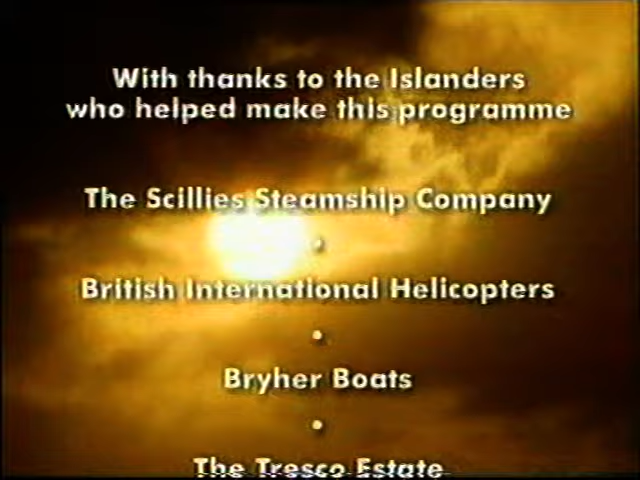 With thanks to the Islanders
who helped make this programme
The Scillies Steamship Company
•
British International Helicopters
•
Bryher Boats
•
The Tresco Estate